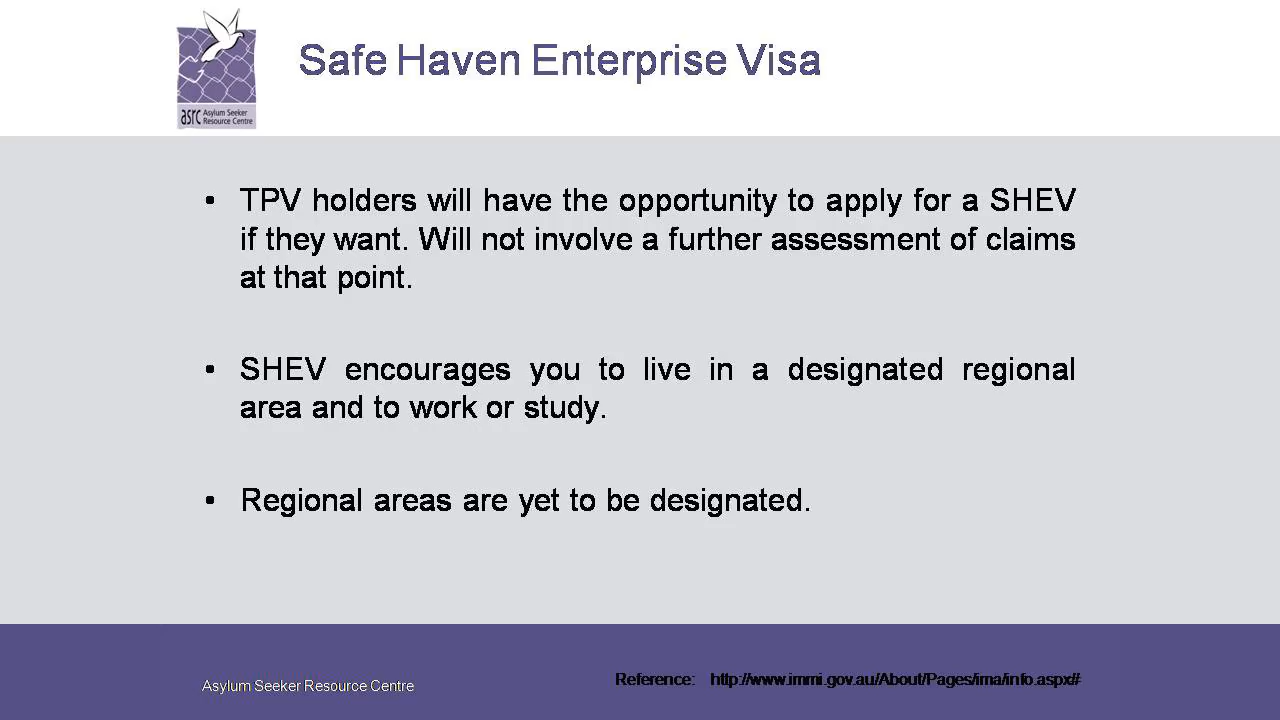 Safe Haven Enterprise Visa
asrc Asylum Seeker
Resource Centre
• TPV holders will have the opportunity to apply for a SHEV
if they want. Will not involve a further assessment of claims
at that point.
• SHEV encourages you to live in a designated regional
area and to work or study.
• Regional areas are yet to be designated.
Asylum Seeker Resource Centre
Reference: http://www.immi.gov.au/About/Pages/ima/info.aspx#